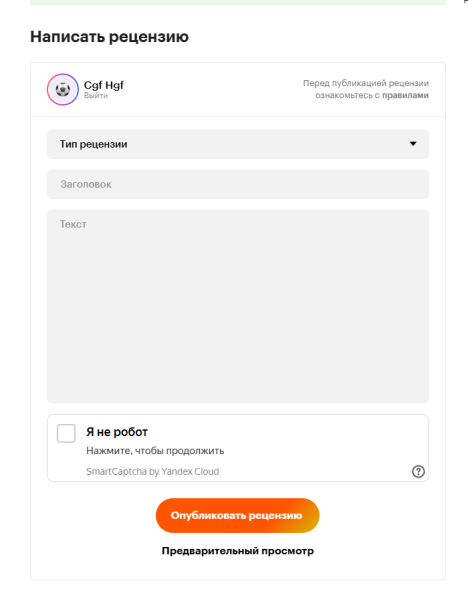 Написать рецензию
Cgf Hgf
Выйти
Перед публикацией рецензии
ознакомьтесь с правилами
Тип рецензии
Заголовок
Текст
Я не робот
Нажмите, чтобы продолжить
SmartCaptcha by Yandex Cloud
Опубликовать рецензию
Предварительный просмотр